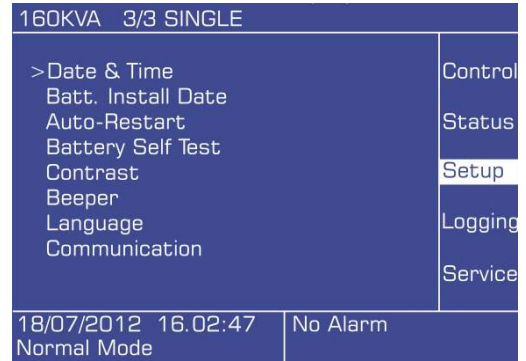 160KVA 3/3 SINGLE
>Date & Time
Batt. Install Date
Auto-Restart
Battery Self Test
Contrast
Beeper
Language
Communication
Control
Status
Setup
Logging
Service
18/07/2012 16.02:47
Normal Mode
No Alarm